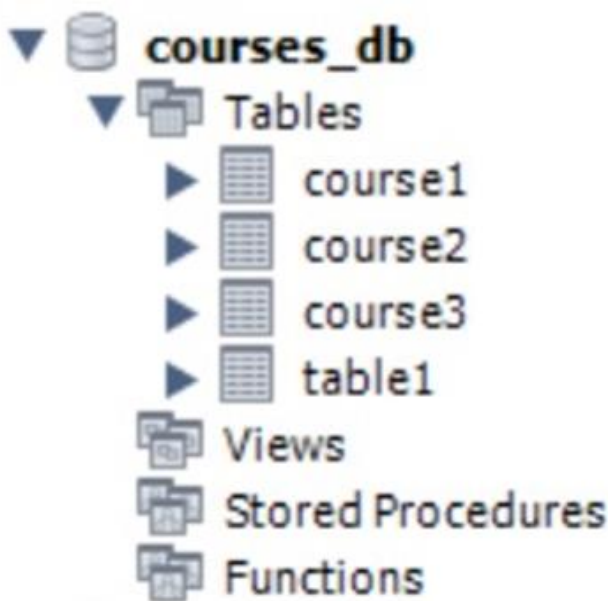 courses_db
Tables
course1
course2
course3
table1
Views
Stored Procedures
Functions